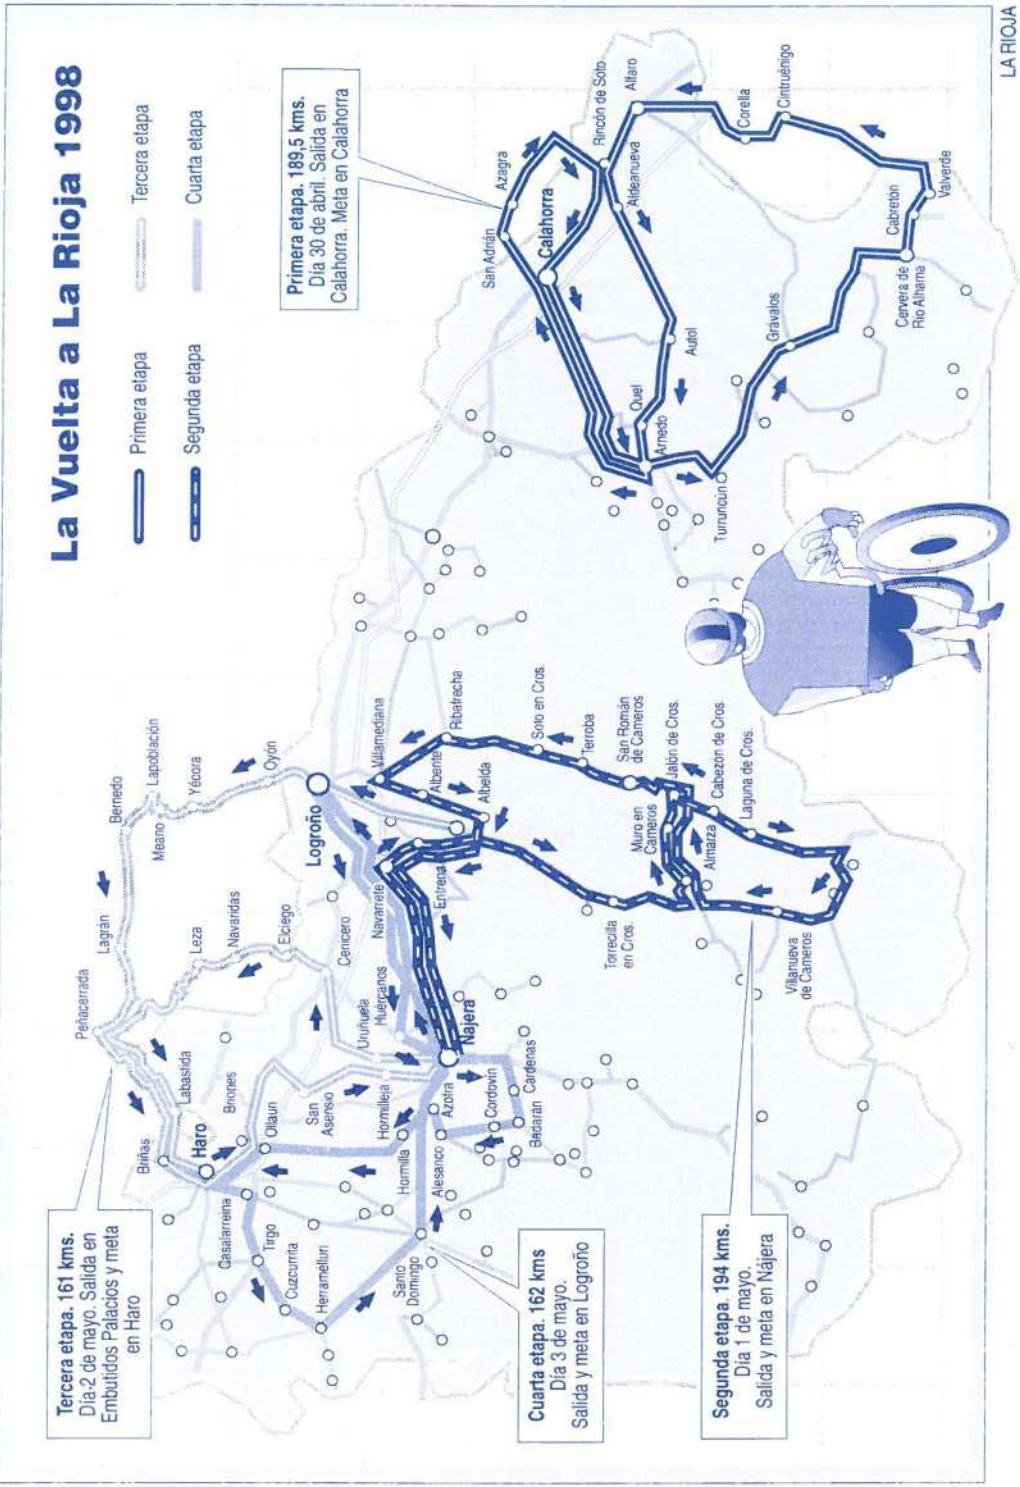 La Vuelta a La Rioja 1998
Primera etapa
Tercera etapa
Segunda etapa
Cuarta etapa
Tercera etapa. 161 kms.
Día 2 de mayo. Salida en
Embutidos Palacios y meta
en Haro
Primera etapa. 189,5 kms.
Día 30 de abril. Salida en
Calahorra. Meta en Calahorra
Cuarta etapa. 162 kms
Día 3 de mayo.
Salida y meta en Logroño
Segunda etapa. 194 kms.
Día 1 de mayo.
Salida y meta en Nájera
Peñacerrada
Lagrán
Bernedo
Lapoblación
Meano
Yécora
Oyón
Labastida
Briñas
Haro
Briones
Ollauri
Leza
Navaridas
Elciego
Cenicero
San
Asensio
Uruñuela
Huércanos
Hormilleja
Hormilla
Azofra
Alesanco
Cordovín
Cárdenas
Badarán
Nájera
Casalarreina
Tirgo
Cuzcurrita
Herramelluri
Santo
Domingo
Logroño
Navarrete
Entrena
Villamediana
Albente
Albelda
Ribafrecha
Soto en Cros.
Terroba
San Román
de Cameros
Jalón de Cros.
Cabezón de Cros.
Laguna de Cros.
Muro en
Cameros
Almarza
Torrecilla
en Cros.
Villanueva
de Cameros
San Adrián
Azagra
Calahorra
Rincón de Soto
Aldeanueva
Alfaro
Autol
Quel
Arnedo
Turruncún
Grávalos
Corella
Cintruénigo
Cabretón
Valverde
Cervera de
Río Alhama
LA RIOJA